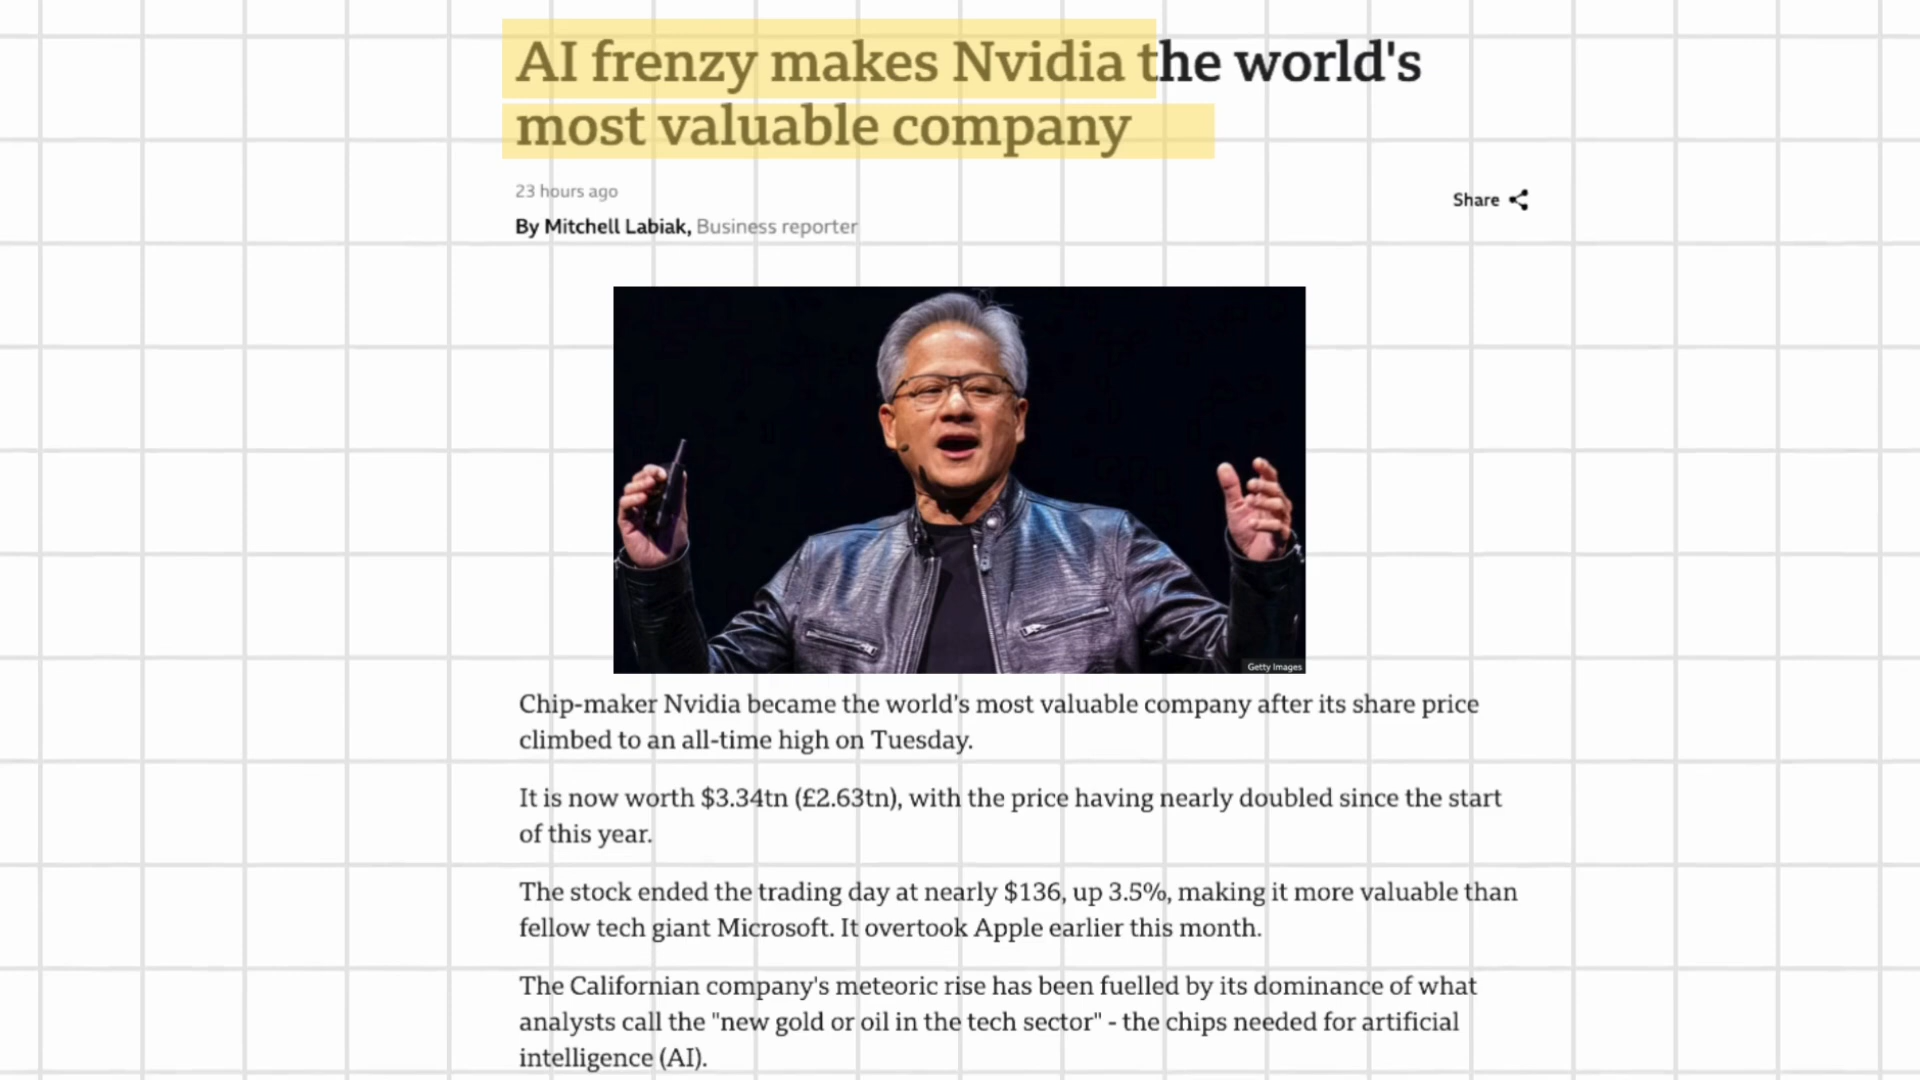 AI frenzy makes Nvidia the world's
most valuable company
23 hours ago
Share
By Mitchell Labiak, Business reporter
Getty Images
Chip-maker Nvidia became the world's most valuable company after its share price
climbed to an all-time high on Tuesday.
It is now worth $3.34tn (£2.63tn), with the price having nearly doubled since the start
of this year.
The stock ended the trading day at nearly $136, up 3.5%, making it more valuable than
fellow tech giant Microsoft. It overtook Apple earlier this month.
The Californian company's meteoric rise has been fuelled by its dominance of what
analysts call the "new gold or oil in the tech sector" - the chips needed for artificial
intelligence (AI).